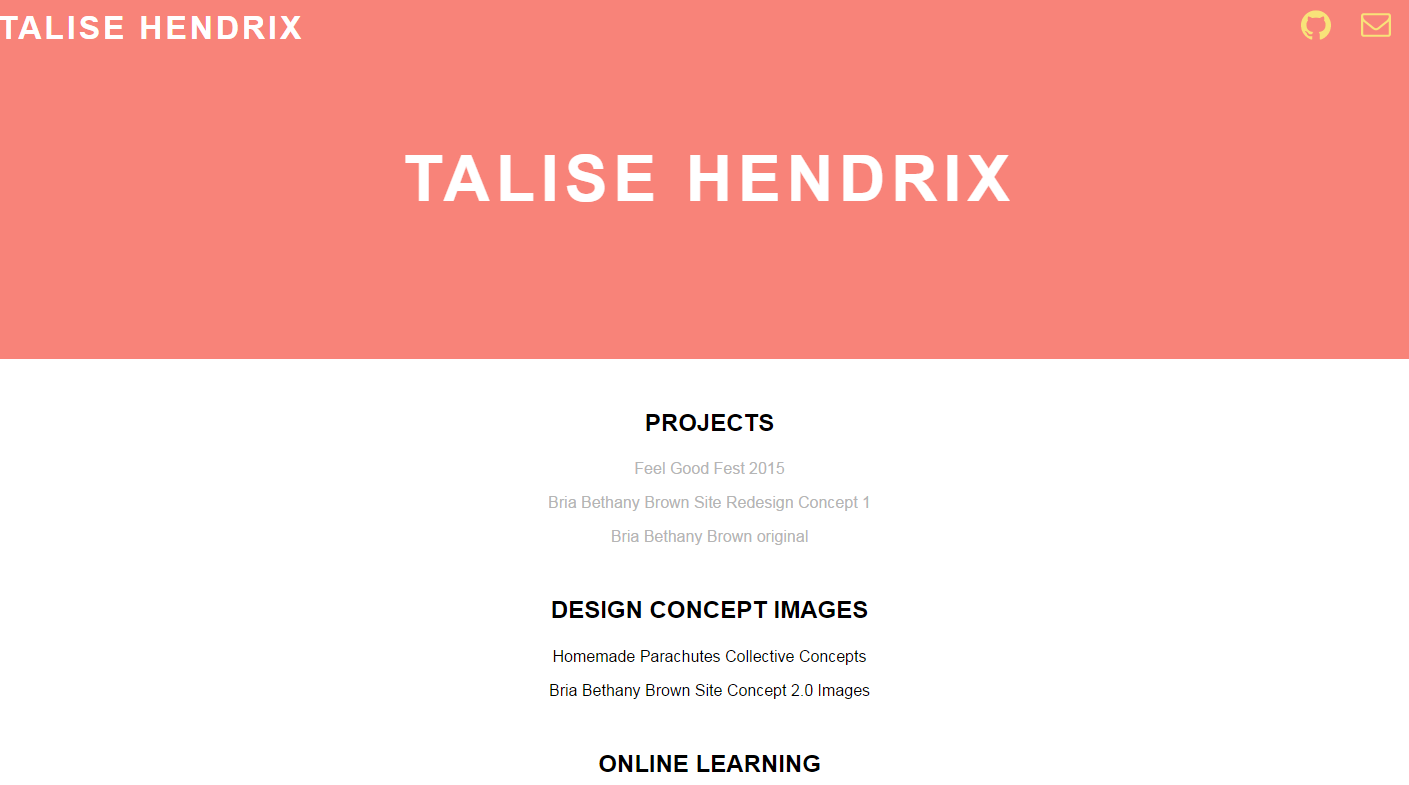 TALISE HENDRIX
TALISE HENDRIX
PROJECTS
Feel Good Fest 2015
Bria Bethany Brown Site Redesign Concept 1
Bria Bethany Brown original
DESIGN CONCEPT IMAGES
Homemade Parachutes Collective Concepts
Bria Bethany Brown Site Concept 2.0 Images
ONLINE LEARNING